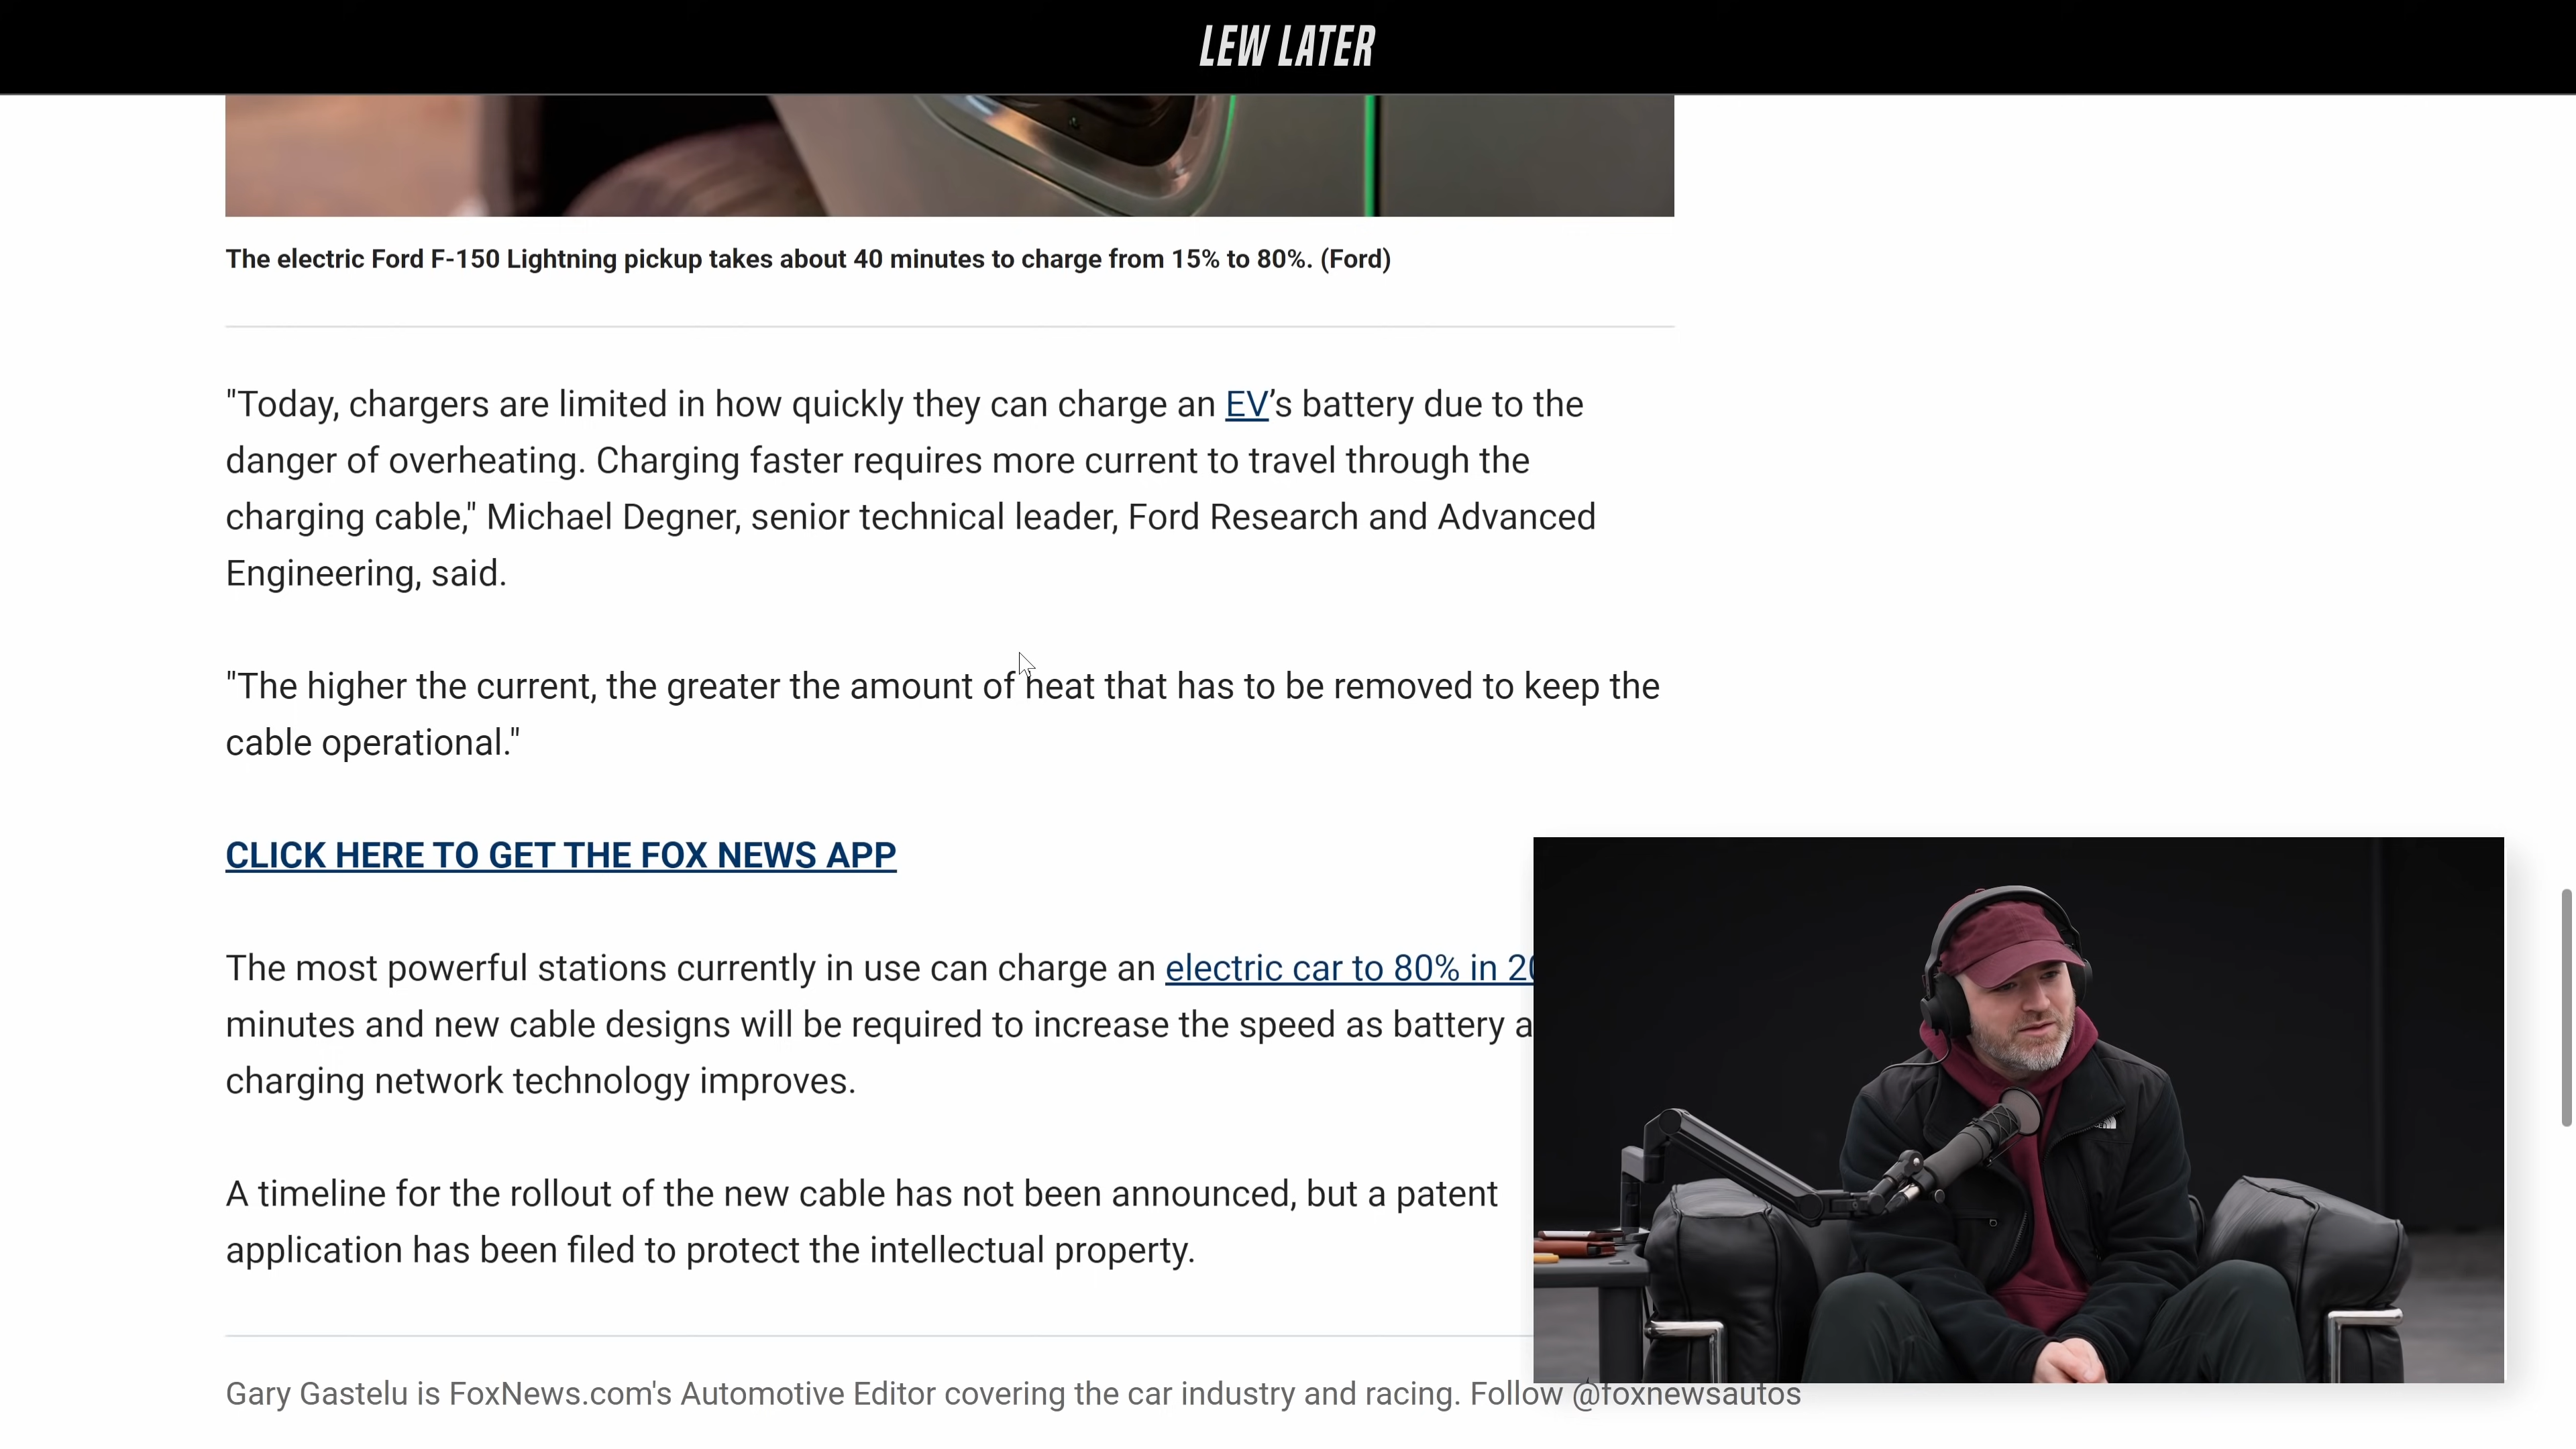 LEW LATER
The electric Ford F-150 Lightning pickup takes about 40 minutes to charge from 15% to 80%. (Ford)
"Today, chargers are limited in how quickly they can charge an EV’s battery due to the
danger of overheating. Charging faster requires more current to travel through the
charging cable," Michael Degner, senior technical leader, Ford Research and Advanced
Engineering, said.
"The higher the current, the greater the amount of heat that has to be removed to keep the
cable operational."
CLICK HERE TO GET THE FOX NEWS APP
The most powerful stations currently in use can charge an electric car to 80% in
minutes and new cable designs will be required to increase the speed as battery
charging network technology improves.
A timeline for the rollout of the new cable has not been announced, but a patent
application has been filed to protect the intellectual property.
Gary Gastelu is FoxNews.com's Automotive Editor covering the car industry and racing. Follow @foxnewsautos